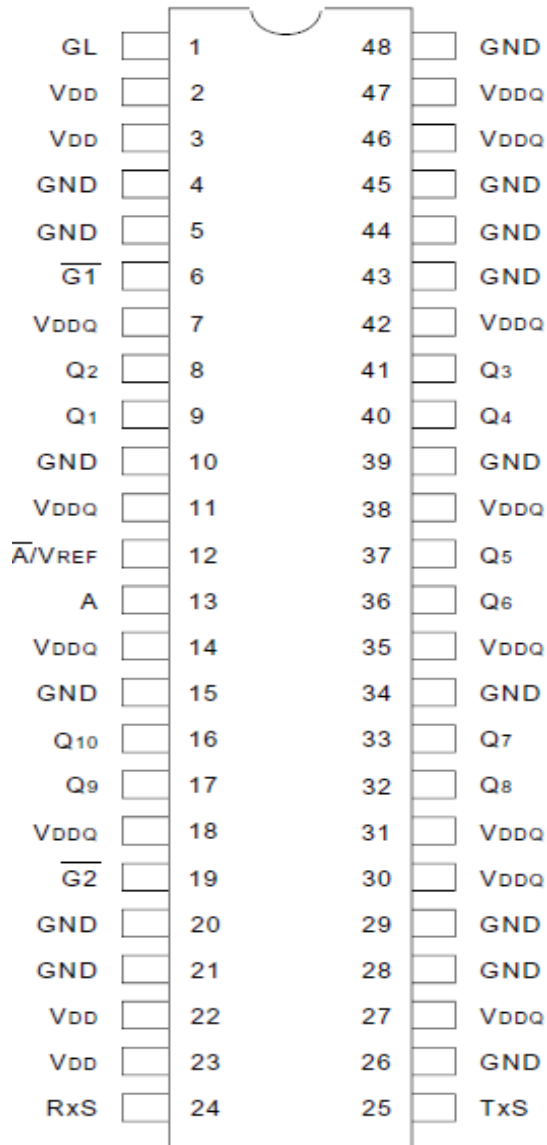 GL 1 48 GND
VDD 2 47 VDDQ
VDD 3 46 VDDQ
GND 4 45 GND
GND 5 44 GND
G1̅ 6 43 GND
VDDQ 7 42 VDDQ
Q2 8 41 Q3
Q1 9 40 Q4
GND 10 39 GND
VDDQ 11 38 VDDQ
A̅/VREF 12 37 Q5
A 13 36 Q6
VDDQ 14 35 VDDQ
GND 15 34 GND
Q10 16 33 Q7
Q9 17 32 Q8
VDDQ 18 31 VDDQ
G2̅ 19 30 VDDQ
GND 20 29 GND
GND 21 28 GND
VDD 22 27 VDDQ
VDD 23 26 GND
RxS 24 25 TxS